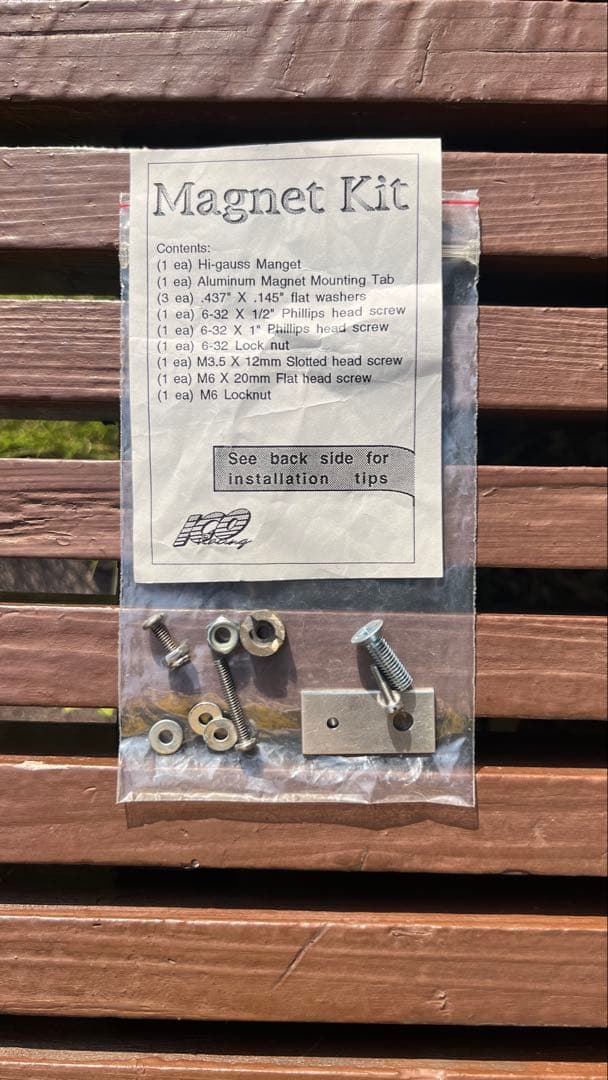 Magnet Kit
Contents:
(1 ea) Hi-gauss Manget
(1 ea) Aluminum Magnet Mounting Tab
(3 ea) .437" X .145" flat washers
(1 ea) 6-32 X 1/2" Phillips head screw
(1 ea) 6-32 X 1" Phillips head screw
(1 ea) 6-32 Lock nut
(1 ea) M3.5 X 12mm Slotted head screw
(1 ea) M6 X 20mm Flat head screw
(1 ea) M6 Locknut
See back side for
installation tips
Racing